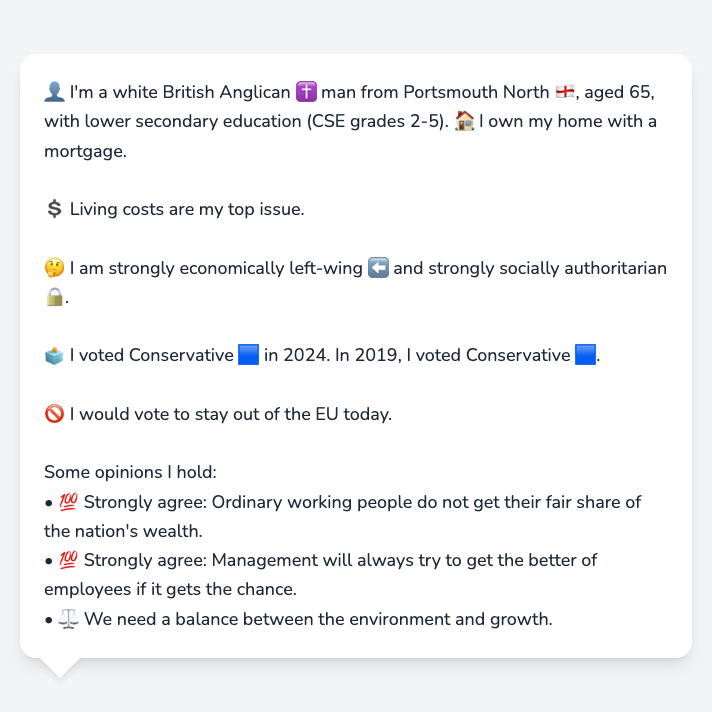 👤 I'm a white British Anglican ✝️ man from Portsmouth North 🏴󠁧󠁢󠁥󠁮󠁧󠁿, aged 65,
with lower secondary education (CSE grades 2-5). 🏠 I own my home with a
mortgage.
💲 Living costs are my top issue.
🤔 I am strongly economically left-wing ⬅️ and strongly socially authoritarian
🔒.
🗳️ I voted Conservative 🟦 in 2024. In 2019, I voted Conservative 🟦.
🚫 I would vote to stay out of the EU today.
Some opinions I hold:
• 💯 Strongly agree: Ordinary working people do not get their fair share of
the nation's wealth.
• 💯 Strongly agree: Management will always try to get the better of
employees if it gets the chance.
• ⚖️ We need a balance between the environment and growth.